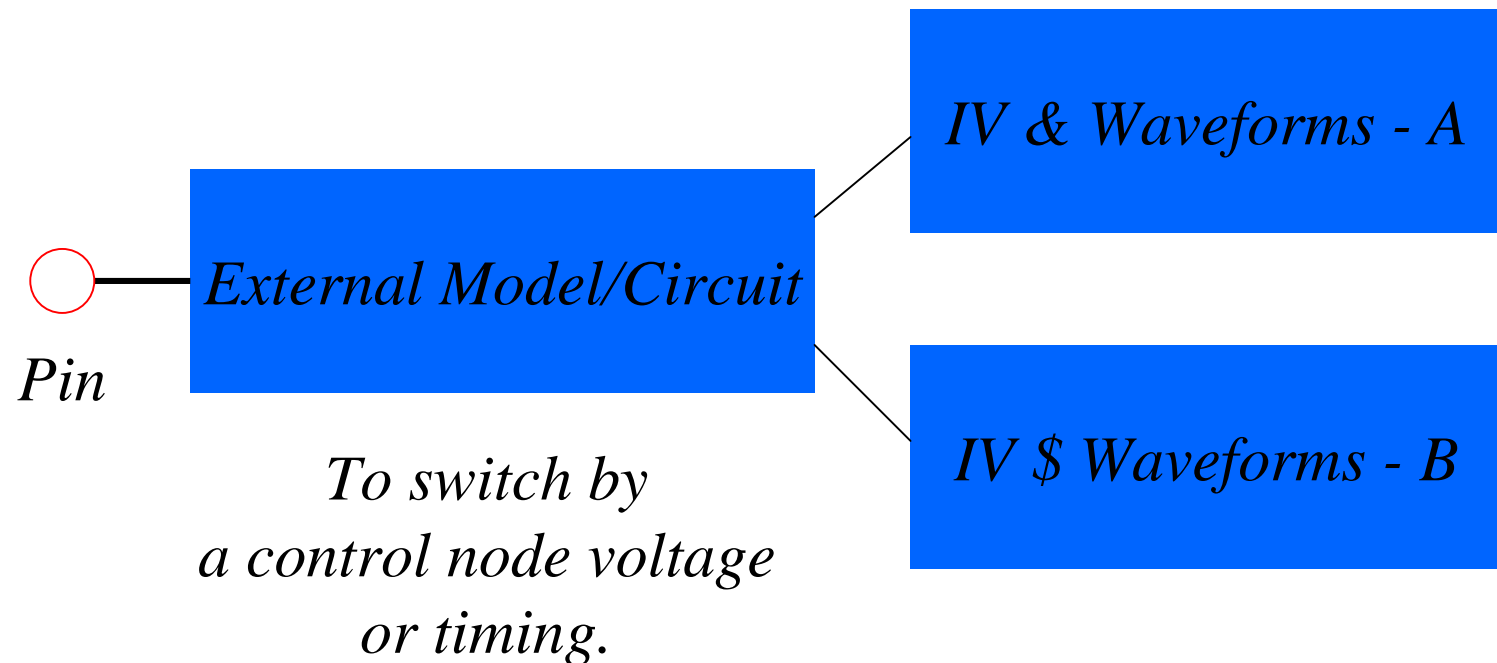 IV & Waveforms - A
External Model/Circuit
Pin
IV $ Waveforms - B
To switch by
a control node voltage
or timing.